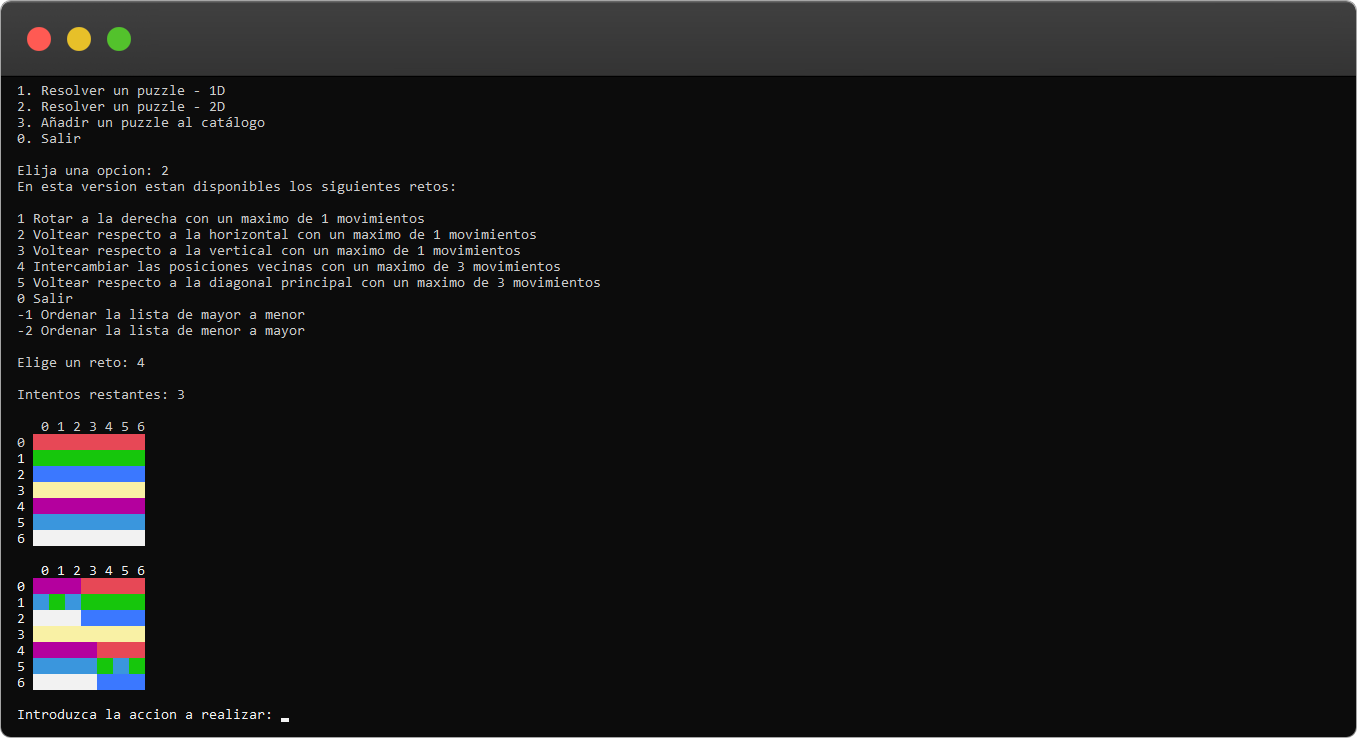 1. Resolver un puzzle - 1D
2. Resolver un puzzle - 2D
3. Añadir un puzzle al catálogo
0. Salir
Elija una opcion: 2
En esta version estan disponibles los siguientes retos:
1 Rotar a la derecha con un maximo de 1 movimientos
2 Voltear respecto a la horizontal con un maximo de 1 movimientos
3 Voltear respecto a la vertical con un maximo de 1 movimientos
4 Intercambiar las posiciones vecinas con un maximo de 3 movimientos
5 Voltear respecto a la diagonal principal con un maximo de 3 movimientos
0 Salir
-1 Ordenar la lista de mayor a menor
-2 Ordenar la lista de menor a mayor
Elige un reto: 4
Intentos restantes: 3
0 1 2 3 4 5 6
0
1
2
3
4
5
6
0 1 2 3 4 5 6
0
1
2
3
4
5
6
Introduzca la accion a realizar: